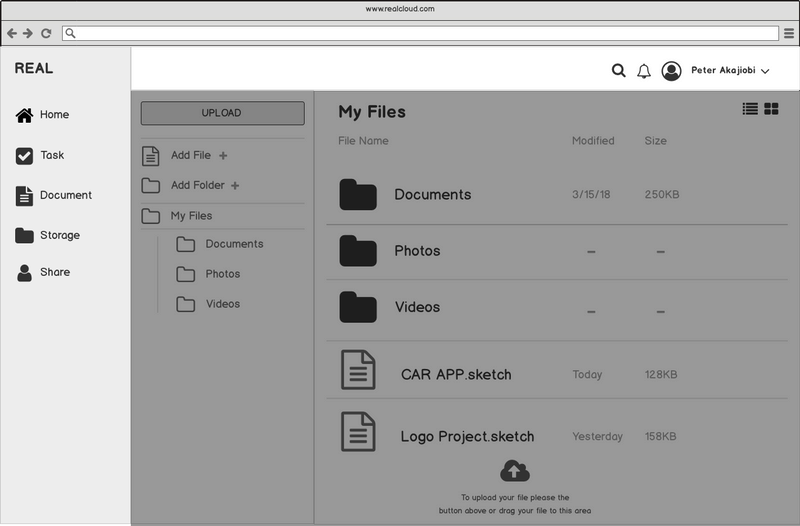 www.realcloud.com
REAL
Peter Akajiobi
Home
Task
Document
Storage
Share
UPLOAD
Add File +
Add Folder +
My Files
Documents
Photos
Videos
My Files
File Name Modified Size
Documents 3/15/18 250KB
Photos – –
Videos – –
CAR APP.sketch Today 128KB
Logo Project.sketch Yesterday 158KB
To upload your file please the
button above or drag your file to this area